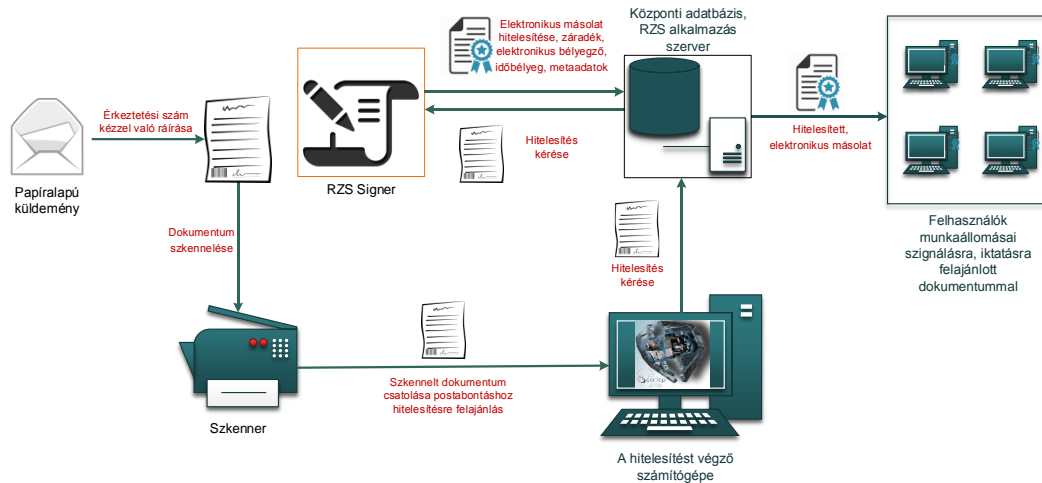 Elektronikus másolat
hitelesítése, záradék,
elektronikus bélyegző,
időbélyeg, metaadatok
Központi adatbázis,
RZS alkalmazás
szerver
Érkeztetési szám
kézzel való ráírása
Papíralapú
küldemény
RZS Signer
Hitelesítés
kérése
Hitelesített,
elektronikus másolat
Felhasználók
munkaállomásai
szignálásra, iktatásra
felajánlott
dokumentummal
Dokumentum
szkennelése
Hitelesítés
kérése
Szkennelt dokumentum
csatolása postabontáshoz
hitelesítésre felajánlás
Szkenner
A hitelesítést végző
számítógépe